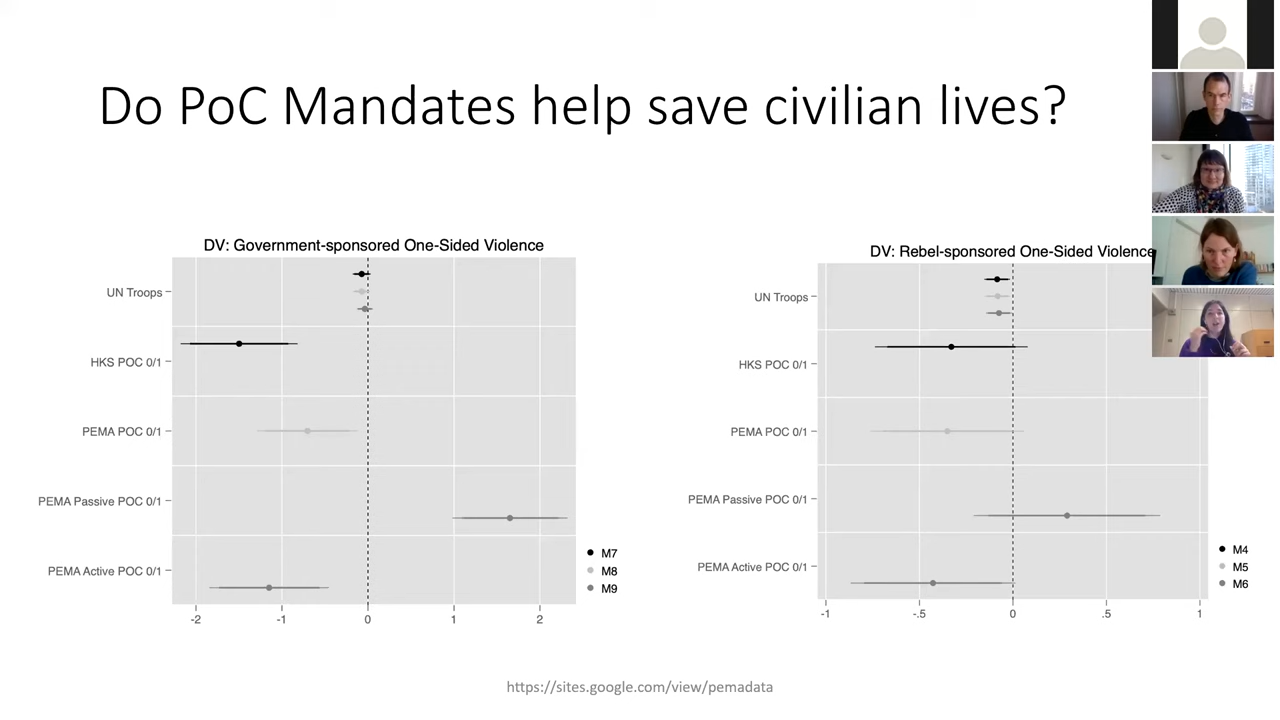 Do PoC Mandates help save civilian lives?
DV: Government-sponsored One-Sided Violence
UN Troops
HKS POC 0/1
PEMA POC 0/1
PEMA Passive POC 0/1
PEMA Active POC 0/1
-2
-1
0
1
2
M7
M8
M9
DV: Rebel-sponsored One-Sided Violence
UN Troops
HKS POC 0/1
PEMA POC 0/1
PEMA Passive POC 0/1
PEMA Active POC 0/1
-1
-.5
0
.5
1
M4
M5
M6
https://sites.google.com/view/pemadata